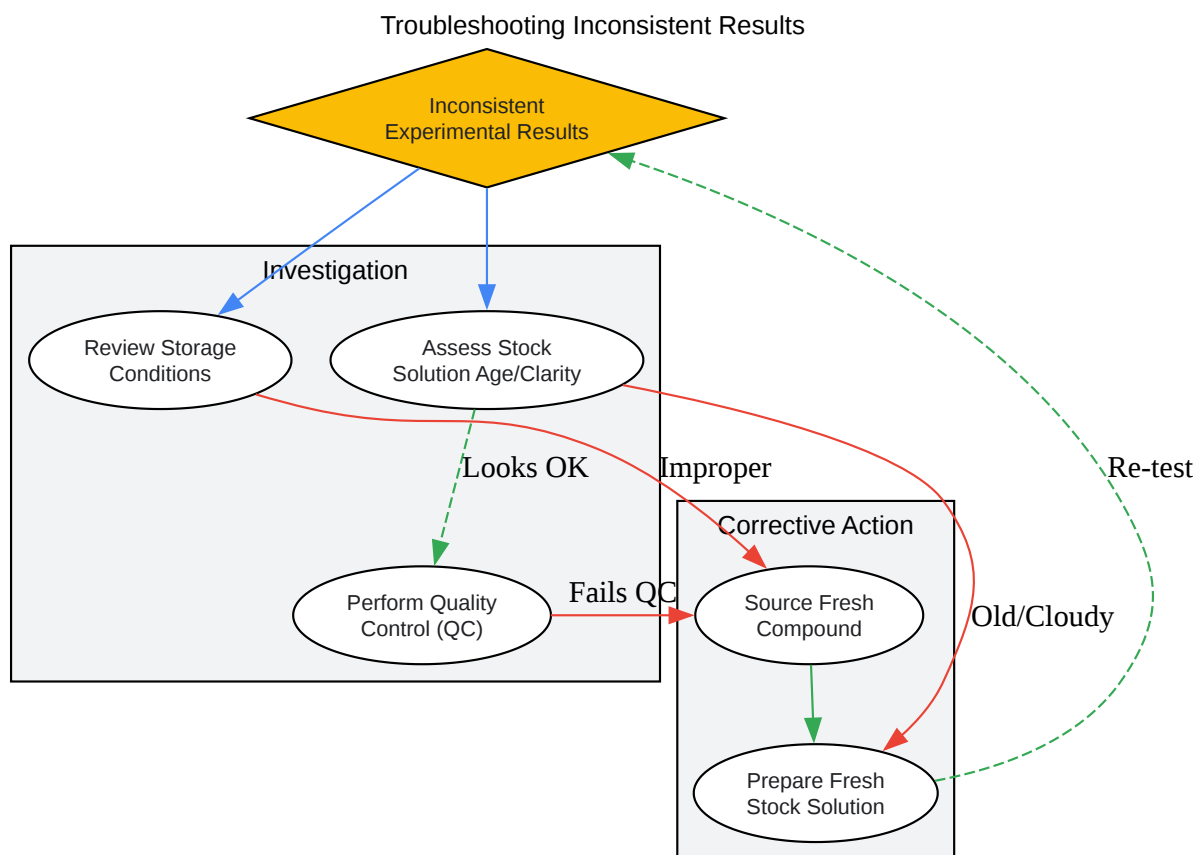 Troubleshooting Inconsistent Results
Inconsistent
Experimental Results
Investigation
Review Storage
Conditions
Assess Stock
Solution Age/Clarity
Looks OK
Improper
Re-test
Corrective Action
Perform Quality
Control (QC)
Fails QC
Source Fresh
Compound
Old/Cloudy
Prepare Fresh
Stock Solution